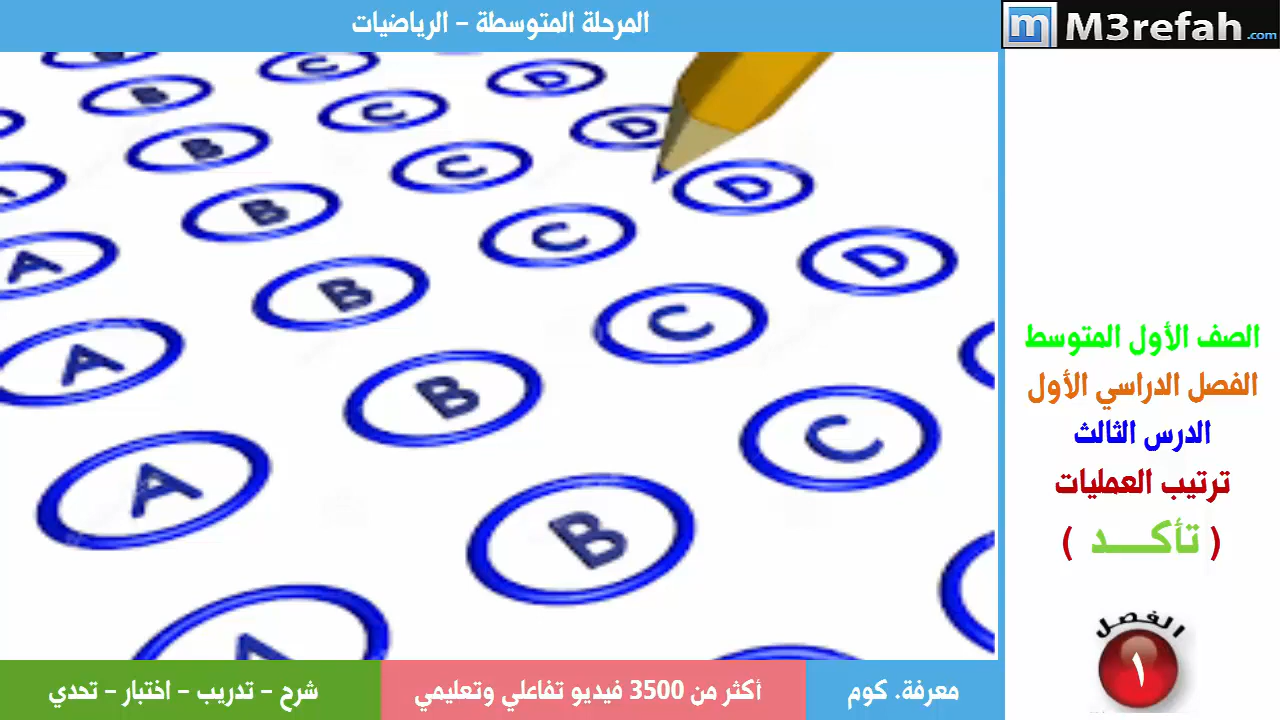 المرحلة المتوسطة – الرياضيات
M3refah.com
B C D
B C D
B C D
A B C D
A B C
A B C
A B
A
الصف الأول المتوسط
الفصل الدراسي الأول
الدرس الثالث
ترتيب العمليات
( تأكــــد )
الفصل
١
معرفة. كوم
أكثر من 3500 فيديو تفاعلي وتعليمي
شرح – تدريب – اختبار – تحدي